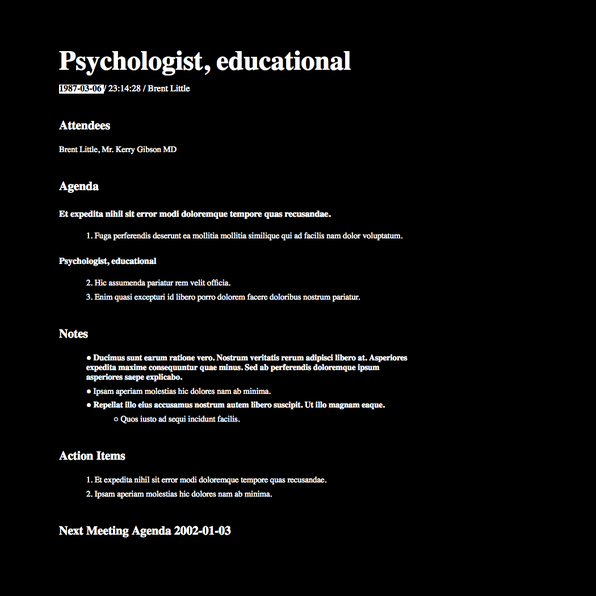 Psychologist, educational
1987-03-06 / 23:14:28 / Brent Little
Attendees
Brent Little, Mr. Kerry Gibson MD
Agenda
Et expedita nihil sit error modi doloremque tempore quas recusandae.
1. Fuga perferendis deserunt ea mollitia mollitia similique qui ad facilis nam dolor voluptatum.
Psychologist, educational
2. Hic assumenda pariatur rem velit officia.
3. Enim quasi excepturi id libero porro dolorem facere doloribus nostrum pariatur.
Notes
● Ducimus sunt earum ratione vero. Nostrum veritatis rerum adipisci libero at. Asperiores
expedita maxime consequuntur quae minus. Sed ab perferendis doloremque ipsum
asperiores saepe explicabo.
● Ipsam aperiam molestias hic dolores nam ab minima.
● Repellat illo eius accusamus nostrum autem libero suscipit. Ut illo magnam eaque.
○ Quos iusto ad sequi incidunt facilis.
Action Items
1. Et expedita nihil sit error modi doloremque tempore quas recusandae.
2. Ipsam aperiam molestias hic dolores nam ab minima.
Next Meeting Agenda 2002-01-03